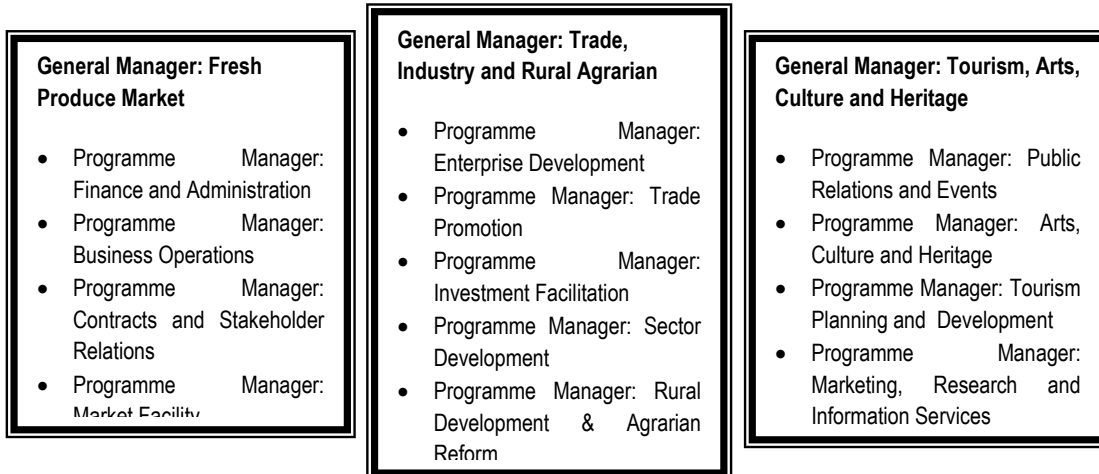 General Manager: Fresh
Produce Market
• Programme Manager:
Finance and Administration
• Programme Manager:
Business Operations
• Programme Manager:
Contracts and Stakeholder
Relations
• Programme Manager:
Market Facility
General Manager: Trade,
Industry and Rural Agrarian
• Programme Manager:
Enterprise Development
• Programme Manager: Trade
Promotion
• Programme Manager:
Investment Facilitation
• Programme Manager: Sector
Development
• Programme Manager: Rural
Development & Agrarian
Reform
General Manager: Tourism, Arts,
Culture and Heritage
• Programme Manager: Public
Relations and Events
• Programme Manager: Arts,
Culture and Heritage
• Programme Manager: Tourism
Planning and Development
• Programme Manager:
Marketing, Research and
Information Services